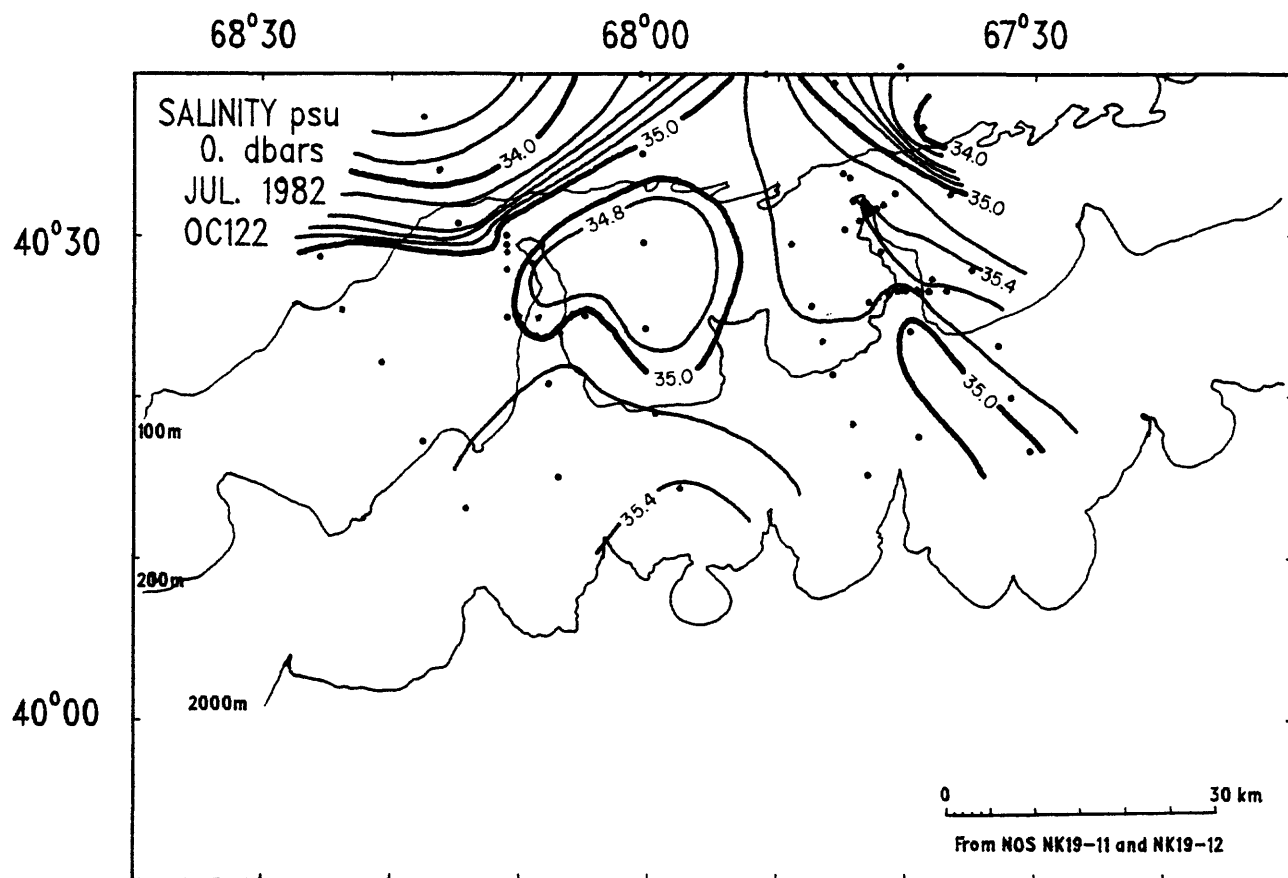 68°30
68°00
67°30
SALINITY psu
0. dbars
JUL. 1982
OC122
34.0
35.0
34.0
35.0
34.8
40°30
35.4
35.0
35.0
100m
35.4
200m
2000m
40°00
0 30 km
From NOS NK19-11 and NK19-12